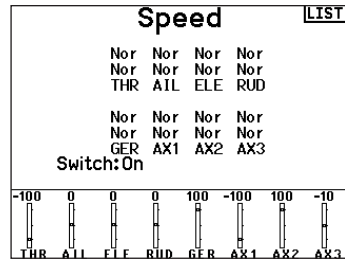 Speed
LIST
Nor Nor Nor Nor
Nor Nor Nor Nor
THR AIL ELE RUD
Nor Nor Nor Nor
Nor Nor Nor Nor
GER AX1 AX2 AX3
Switch:On
-100 0 0 0 100 -100 100 -10
THR AIL ELE RUD GER AX1 AX2 AX3